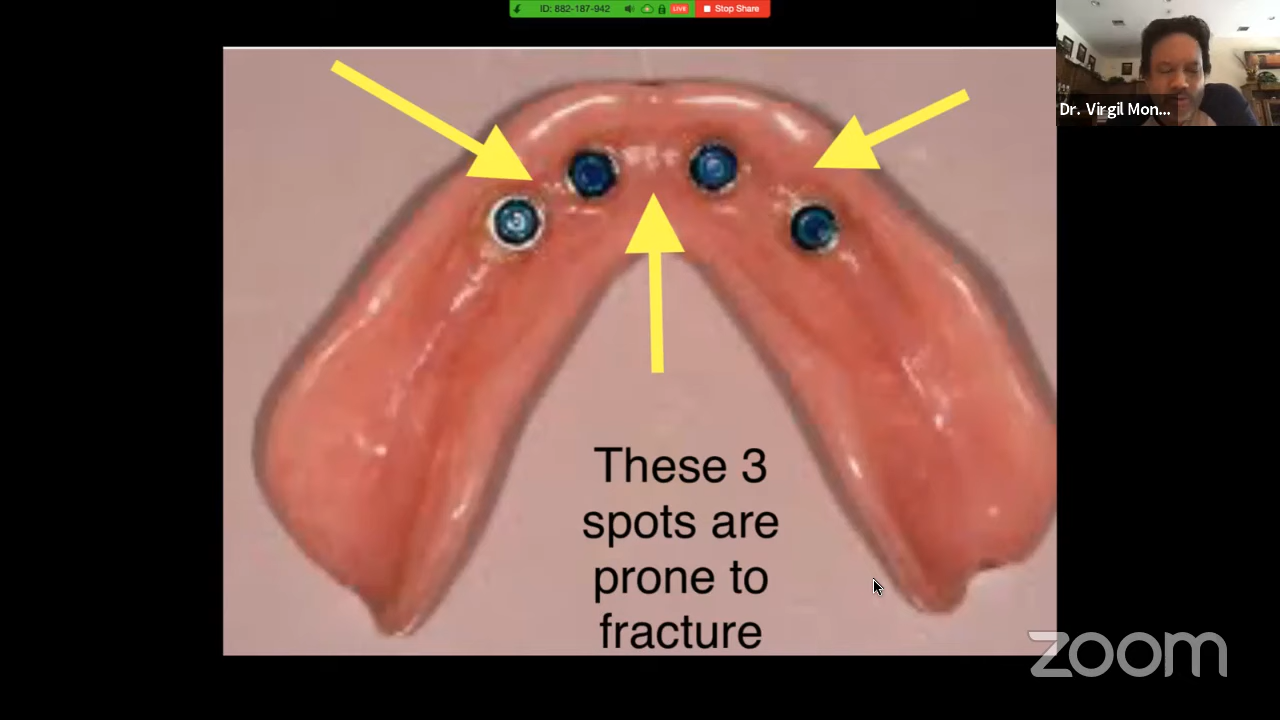 ID: 882-187-942
LIVE
Stop Share
Dr. Virgil Mon...
These 3
spots are
prone to
fracture
zoom